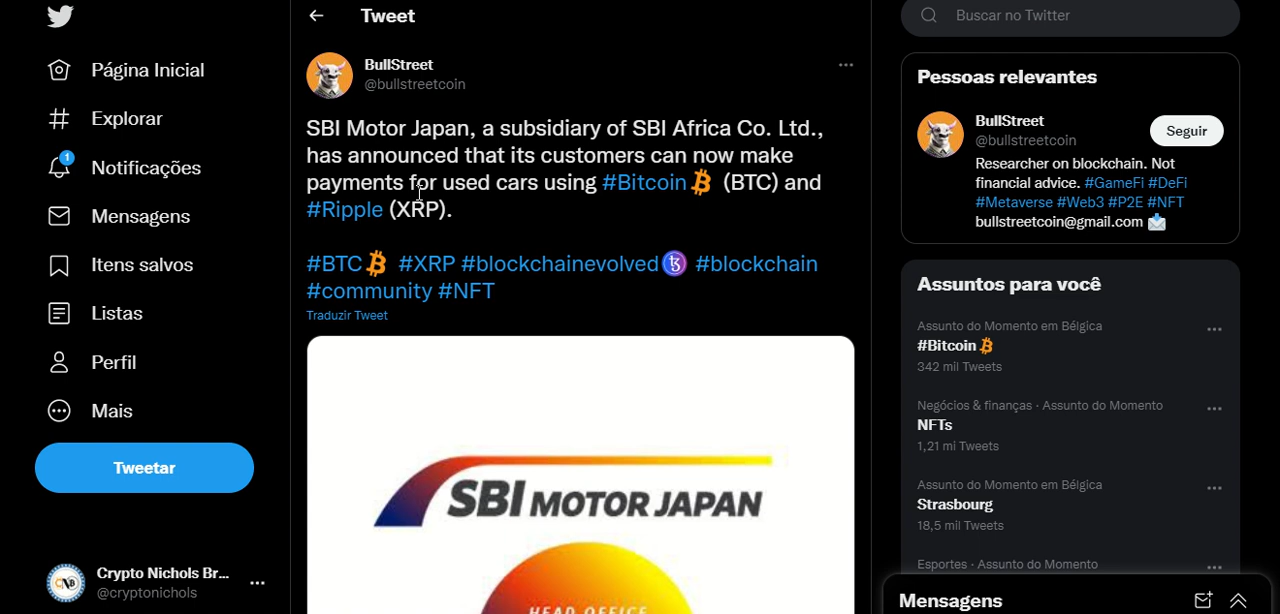 Página Inicial
Explorar
1
Notificações
Mensagens
Itens salvos
Listas
Perfil
Mais
Tweetar
Crypto Nichols Br...
@cryptonichols
Tweet
BullStreet
@bullstreetcoin
SBI Motor Japan, a subsidiary of SBI Africa Co. Ltd.,
has announced that its customers can now make
payments for used cars using #Bitcoin (BTC) and
#Ripple (XRP).
#BTC #XRP #blockchainevolved #blockchain
#community #NFT
Traduzir Tweet
SBI MOTOR JAPAN
HEAD OFFICE
Buscar no Twitter
Pessoas relevantes
BullStreet
@bullstreetcoin
Seguir
Researcher on blockchain. Not
financial advice. #GameFi #DeFi
#Metaverse #Web3 #P2E #NFT
bullstreetcoin@gmail.com
Assuntos para você
Assunto do Momento em Bélgica
#Bitcoin
342 mil Tweets
Negócios & finanças · Assunto do Momento
NFTs
1,21 mi Tweets
Assunto do Momento em Bélgica
Strasbourg
18,5 mil Tweets
Esportes · Assunto do Momento
Mensagens